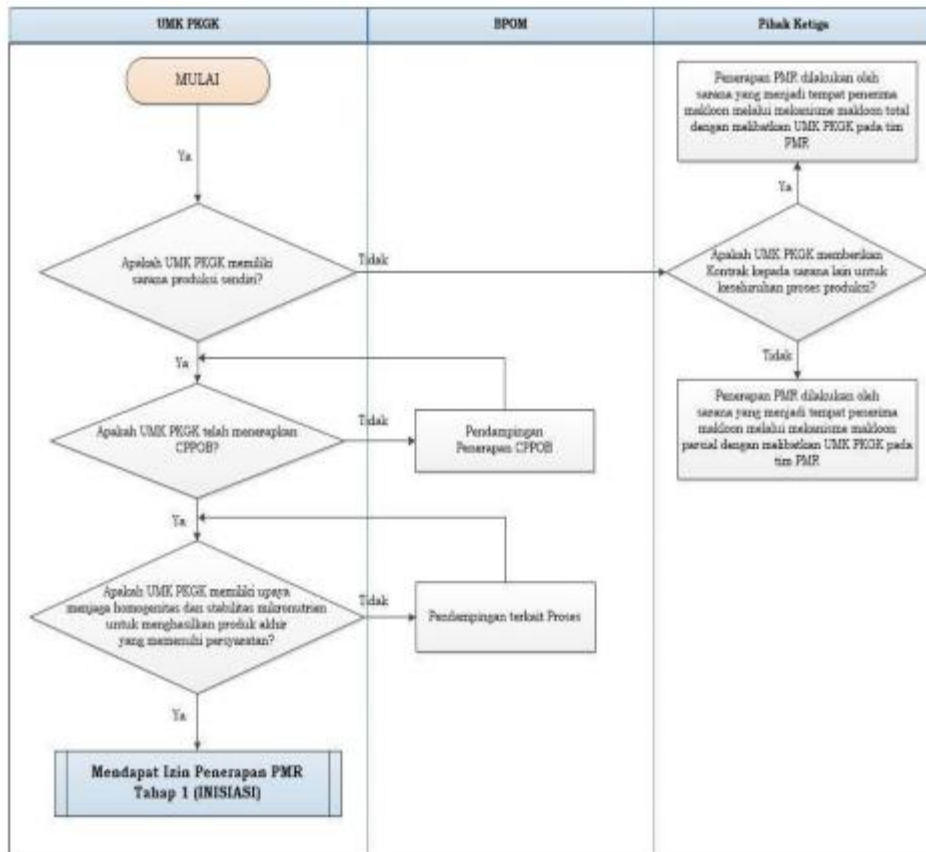 UMK PKGK
BPOM
Pihak Ketiga
MULAI
Ya
Apakah UMK PKGK memiliki
sarana produksi sendiri?
Tidak
Penerapan PMR dilakukan oleh
sarana yang menjadi tempat penerima
makloon melalui mekanisme makloon total
dengan melibatkan UMK PKGK pada tim
PMR
Ya
Apakah UMK PKGK memberikan
Kontrak kepada sarana lain untuk
keseluruhan proses produksi?
Tidak
Penerapan PMR dilakukan oleh
sarana yang menjadi tempat penerima
makloon melalui mekanisme makloon
parsial dengan melibatkan UMK PKGK pada
tim PMR
Ya
Apakah UMK PKGK telah menerapkan
CPPOB?
Tidak
Pendampingan
Penerapan CPPOB
Ya
Apakah UMK PKGK memiliki upaya
menjaga homogenitas dan stabilitas mikronutrien
untuk menghasilkan produk akhir
yang memenuhi persyaratan?
Tidak
Pendampingan terkait Proses
Ya
Mendapat Izin Penerapan PMR
Tahap 1 (INISIASI)